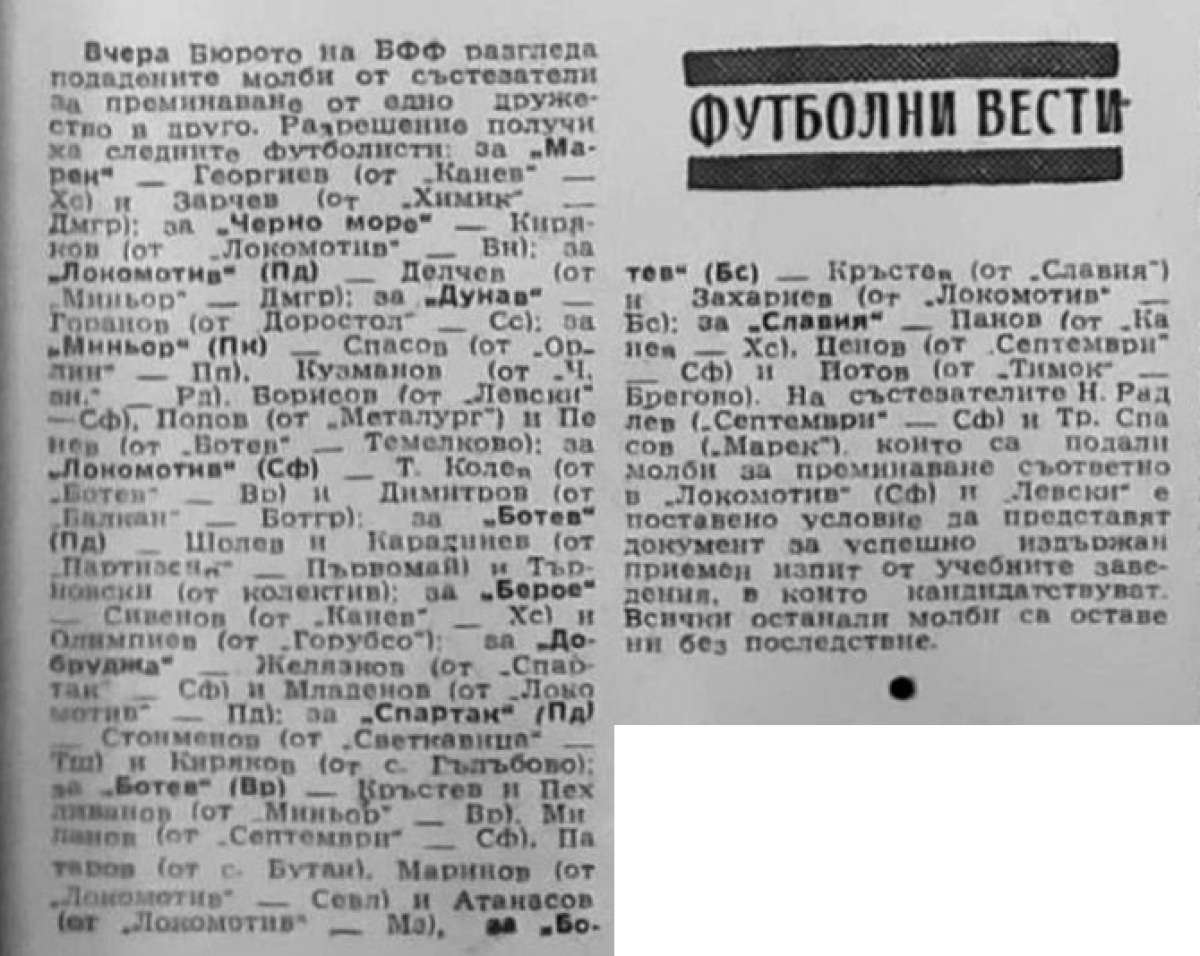 Вчера Бюрото на БФФ разгледа
подадените молби от състезатели
за преминаване от едно друже-
ство в друго. Разрешение получи
ха следните футболисти: за „Ма-
рек“ — Георгиев (от „Канев“ —
Хс) и Зарчев (от „Химик“ —
Дмгр); за „Черно море“ — Киря-
ков (от „Локомотив“ — Вн); за
„Локомотив“ (Пд) — Делчев (от
„Миньор“ — Дмгр); за „Дунав“ —
Горанов (от „Доростол“ — Сс); за
„Миньор“ (Пк) — Спасов (от „Ор-
лин“ — Пп), Кузманов (от „Ч.
зн.“ — Рд), Борисов (от „Левски“
—Сф), Попов (от „Металург“) и Пе
нев (от „Ботев“ — Темелково); за
„Локомотив“ (Сф) — Т. Колев (от
„Ботев“ — Вр) и Димитров (от
„Балкан“ — Ботгр); за „Ботев“
(Пд) — Шолев и Карадиев (от
„Партизан“ — Първомай) и Тър-
новски (от колектив); за „Берое“
— Сивенов (от „Канев“ — Хс) и
Олимпиев (от „Горубсо“); за „До-
бруджа“ — Желязков (от „Спар-
так“ — Сф) и Младенов (от „Локо
мотив“ — Пд); за „Спартак“ (Пд)
— Стоименов (от „Светкавица“ —
Тщ) и Киряков (от с. Гълъбово);
за „Ботев“ (Вр) — Кръстев и Пех
ливанов (от „Миньор“ — Вр), Ми
ланов (от „Септември“ — Сф), Па
таров (от с. Бутан), Маринов (от
„Локомотив“ — Севл) и Атанасов
(от „Локомотив“ — Мз), за „Бо-
ФУТБОЛНИ ВЕСТИ
тев“ (Бс) — Кръстев (от „Славия“)
и Захариев (от „Локомотив“ —
Бс); за „Славия“ — Панов (от „Ка
нев — Хс), Ценов (от „Септември“
— Сф) и Йотов (от „Тимок“ —
Брегово). На състезателите Н. Рад
лев („Септември“ — Сф) и Тр. Спа
сов („Марек“), които са подали
молби за преминаване съответно
в „Локомотив“ (Сф) и „Левски“ е
поставено условие да представят
документ за успешно издържан
приемен изпит от учебните заве-
дения, в които кандидатствуват.
Всички останали молби са оставе
ни без последствие.